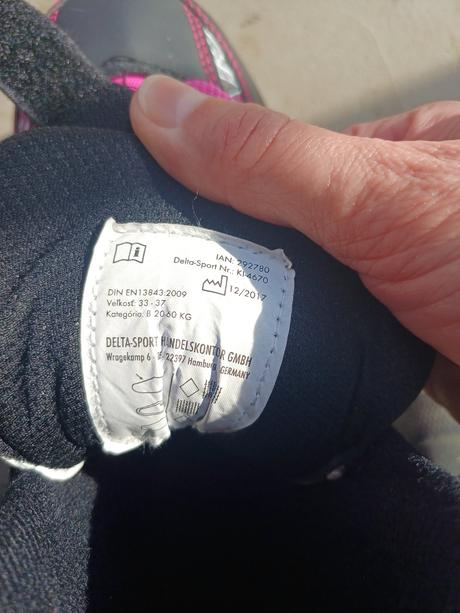 IAN: 292780
Delta-Sport Nr.: KI-4670
12/2017
DIN EN13843:2009
Veľkosť: 33 - 37
Kategória: B 20-60 KG
DELTA-SPORT HANDELSKONTOR GMBH
Wragekamp 6 · 22397 Hamburg GERMANY